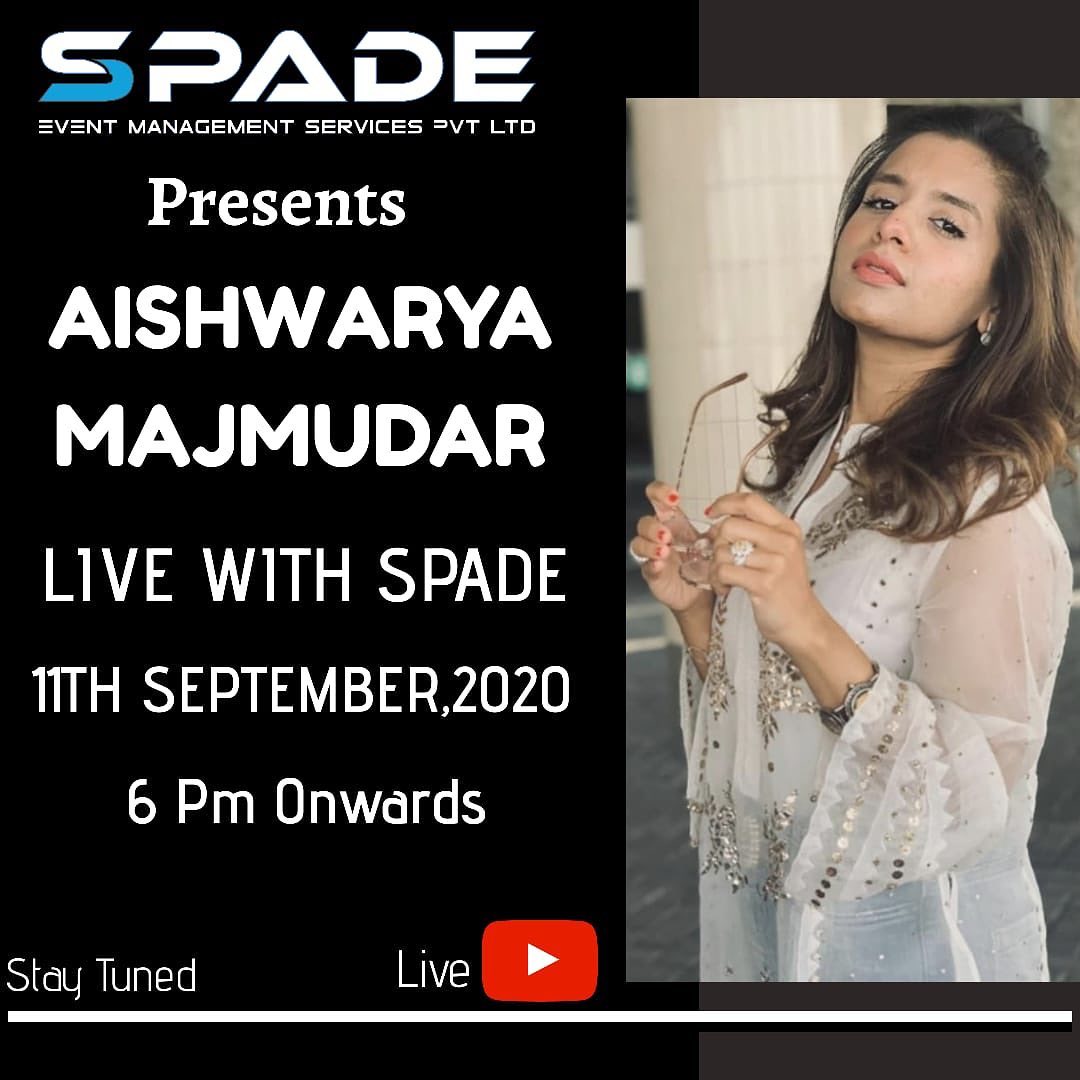 SPADE
EVENT MANAGEMENT SERVICES PVT LTD
Presents
AISHWARYA
MAJMUDAR
LIVE WITH SPADE
11TH SEPTEMBER,2020
6 Pm Onwards
Stay Tuned
Live